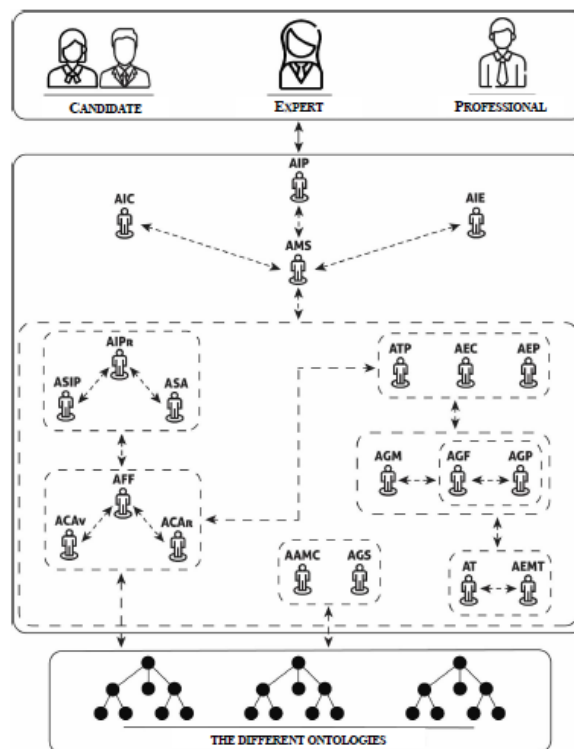 CANDIDATE EXPERT PROFESSIONAL
AIP
AIC AIE
AMS
AIPR ATP AEC AEP
ASIP ASA
AGM AGF AGP
AFF
ACAV ACAR
AAMC AGS AT AEMT
THE DIFFERENT ONTOLOGIES